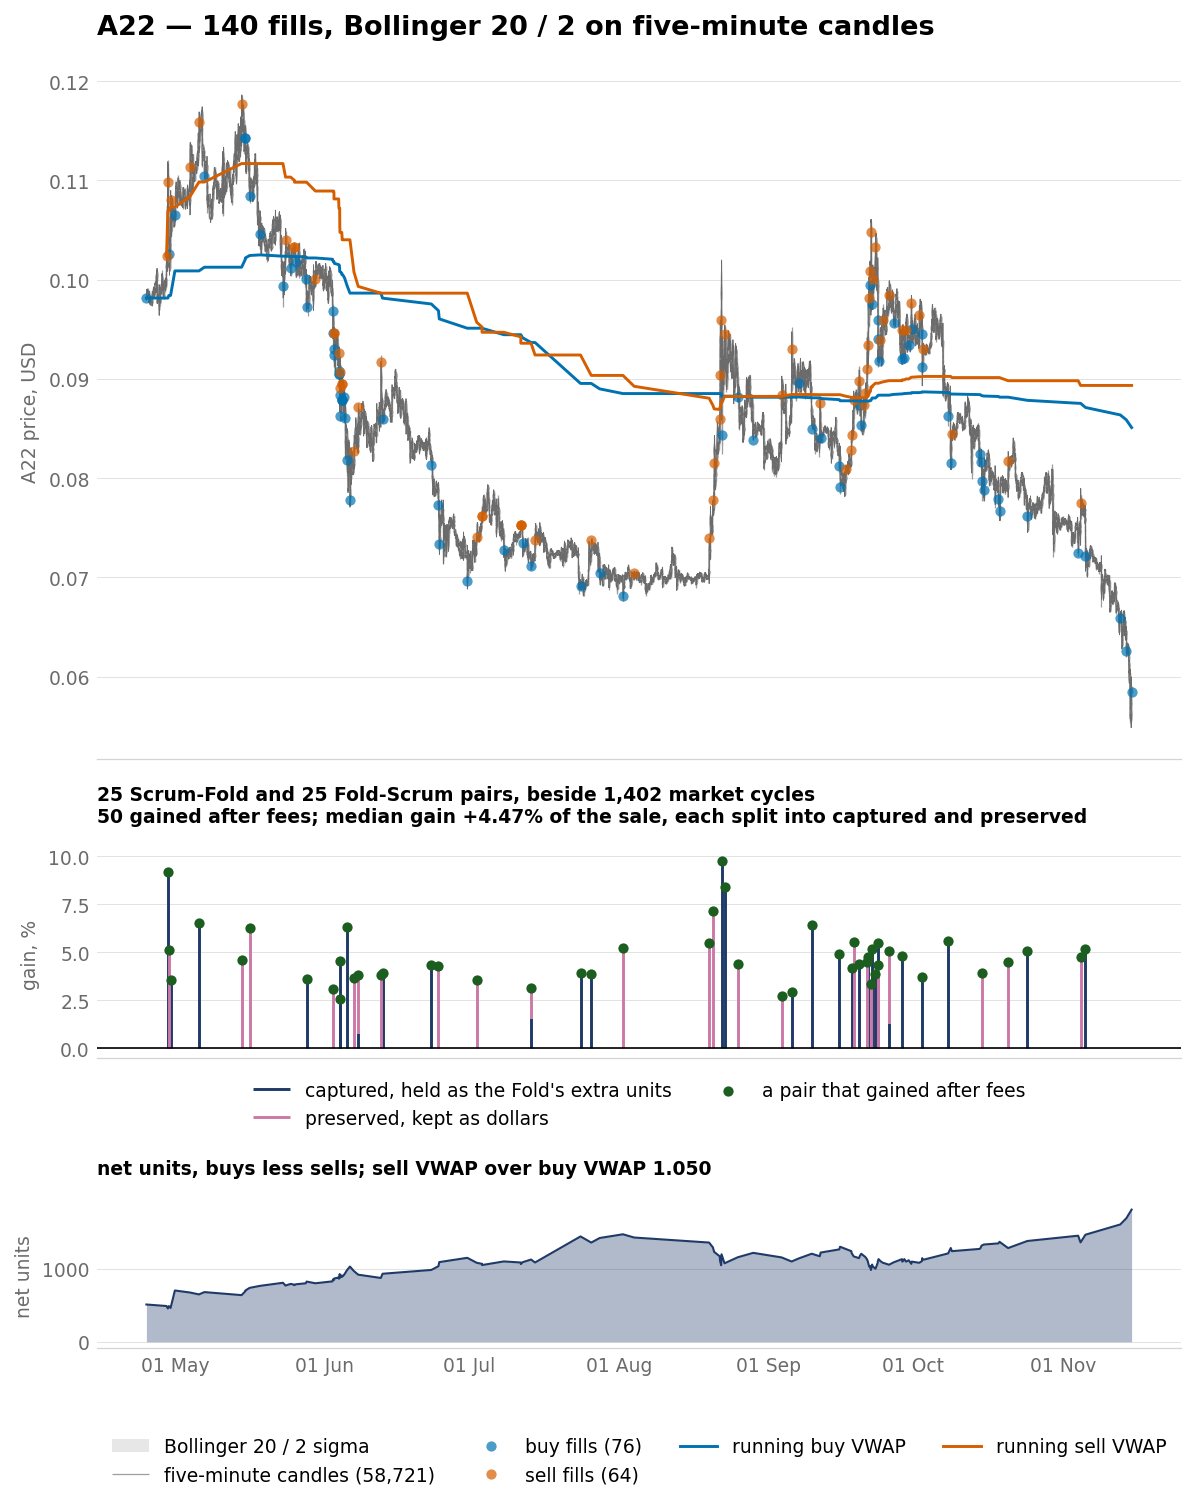 A22 — 140 fills, Bollinger 20 / 2 on five-minute candles
0.12
0.11
0.10
0.09
0.08
0.07
0.06
A22 price, USD
25 Scrum-Fold and 25 Fold-Scrum pairs, beside 1,402 market cycles
50 gained after fees; median gain +4.47% of the sale, each split into captured and preserved
10.0
7.5
5.0
2.5
0.0
gain, %
captured, held as the Fold's extra units
a pair that gained after fees
preserved, kept as dollars
net units, buys less sells; sell VWAP over buy VWAP 1.050
1000
0
net units
01 May 01 Jun 01 Jul 01 Aug 01 Sep 01 Oct 01 Nov
Bollinger 20 / 2 sigma
buy fills (76)
running buy VWAP
running sell VWAP
five-minute candles (58,721)
sell fills (64)